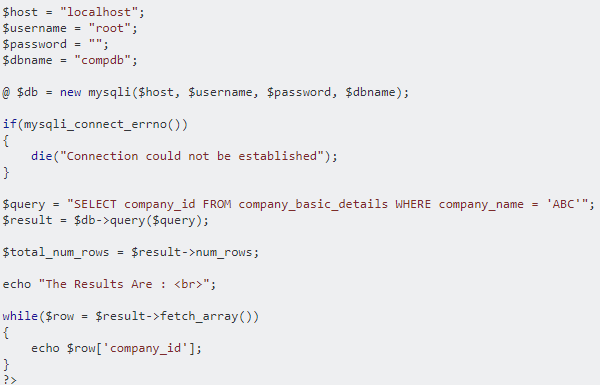 $host = "localhost";
$username = "root";
$password = "";
$dbname = "compdb";
@ $db = new mysqli($host, $username, $password, $dbname);
if(mysqli_connect_errno())
{
die("Connection could not be established");
}
$query = "SELECT company_id FROM company_basic_details WHERE company_name = 'ABC'";
$result = $db->query($query);
$total_num_rows = $result->num_rows;
echo "The Results Are : <br>";
while($row = $result->fetch_array())
{
echo $row['company_id'];
}
?>